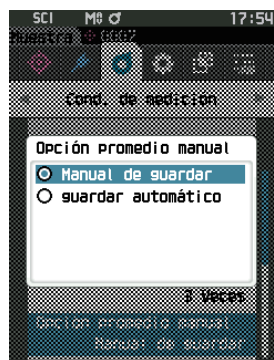 SCI M0 17:54
Muestra 0002
Cond. de medición
Opción promedio manual
Manual de guardar
guardar automático
3 Veces
Opción promedio manual
Manual de guardar